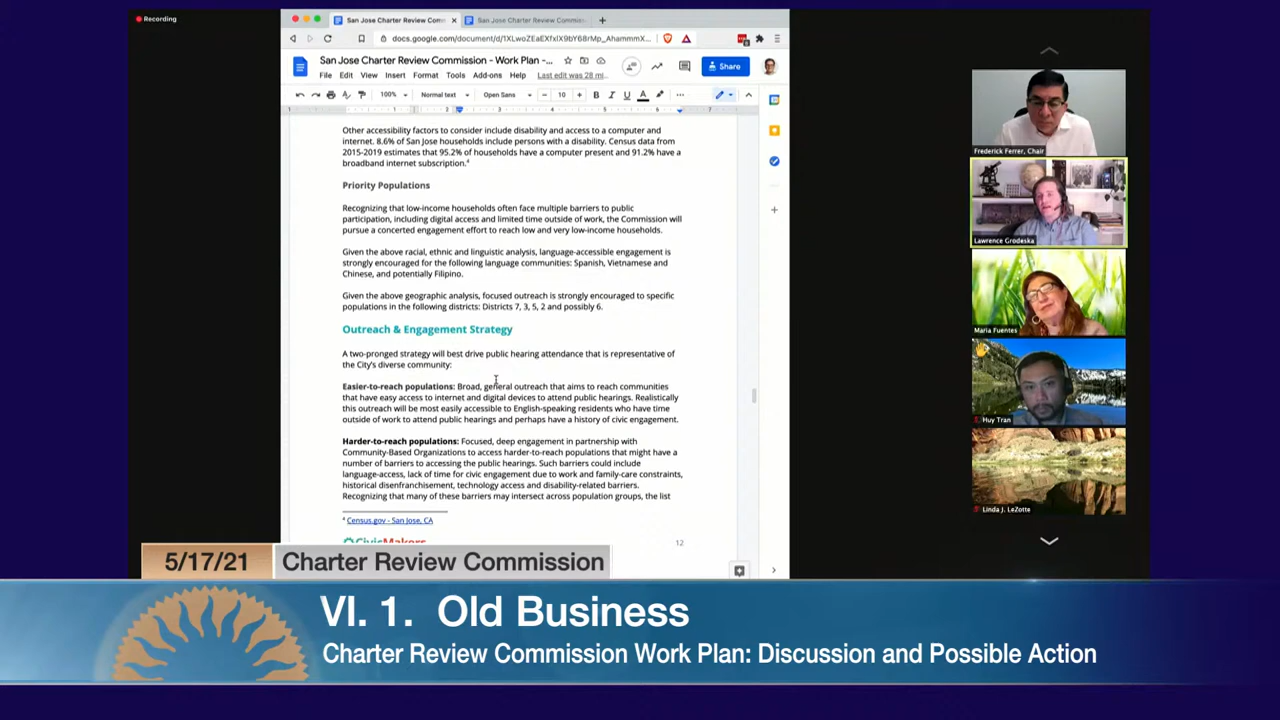 Recording
San Jose Charter Review Com
San Jose Charter Review Commiss
docs.google.com/document/d/
San Jose Charter Review Commission - Work Plan -...
Share
File Edit View Insert Format Tools Add-ons Help Last edit was 28 mi...
100% Normal text Open Sans 10 B I U A
Other accessibility factors to consider include disability and access to a computer and
internet. 8.6% of San Jose households include persons with a disability. Census data from
2015-2019 estimates that 95.2% of households have a computer present and 91.2% have a
broadband internet subscription.⁴
Priority Populations
Recognizing that low-income households often face multiple barriers to public
participation, including digital access and limited time outside of work, the Commission will
pursue a concerted engagement effort to reach low and very low-income households.
Given the above racial, ethnic and linguistic analysis, language-accessible engagement is
strongly encouraged for the following language communities: Spanish, Vietnamese and
Chinese, and potentially Filipino.
Given the above geographic analysis, focused outreach is strongly encouraged to specific
populations in the following districts: Districts 7, 3, 5, 2 and possibly 6.
Outreach & Engagement Strategy
A two-pronged strategy will best drive public hearing attendance that is representative of
the City's diverse community:
Easier-to-reach populations: Broad, general outreach that aims to reach communities
that have easy access to internet and digital devices to attend public hearings. Realistically
this outreach will be most easily accessible to English-speaking residents who have time
outside of work to attend public hearings and perhaps have a history of civic engagement.
Harder-to-reach populations: Focused, deep engagement in partnership with
Community-Based Organizations to access harder-to-reach populations that might have a
number of barriers to accessing the public hearings. Such barriers could include
language-access, lack of time for civic engagement due to work and family-care constraints,
historical disenfranchisement, technology access and disability-related barriers.
Recognizing that many of these barriers may intersect across population groups, the list
⁴ Census.gov - San Jose, CA
CivicMakers
12
Frederick Ferrer, Chair
Lawrence Grodeska
Maria Fuentes
Huy Tran
Linda J. LeZotte
5/17/21 Charter Review Commission
VI. 1. Old Business
Charter Review Commission Work Plan: Discussion and Possible Action